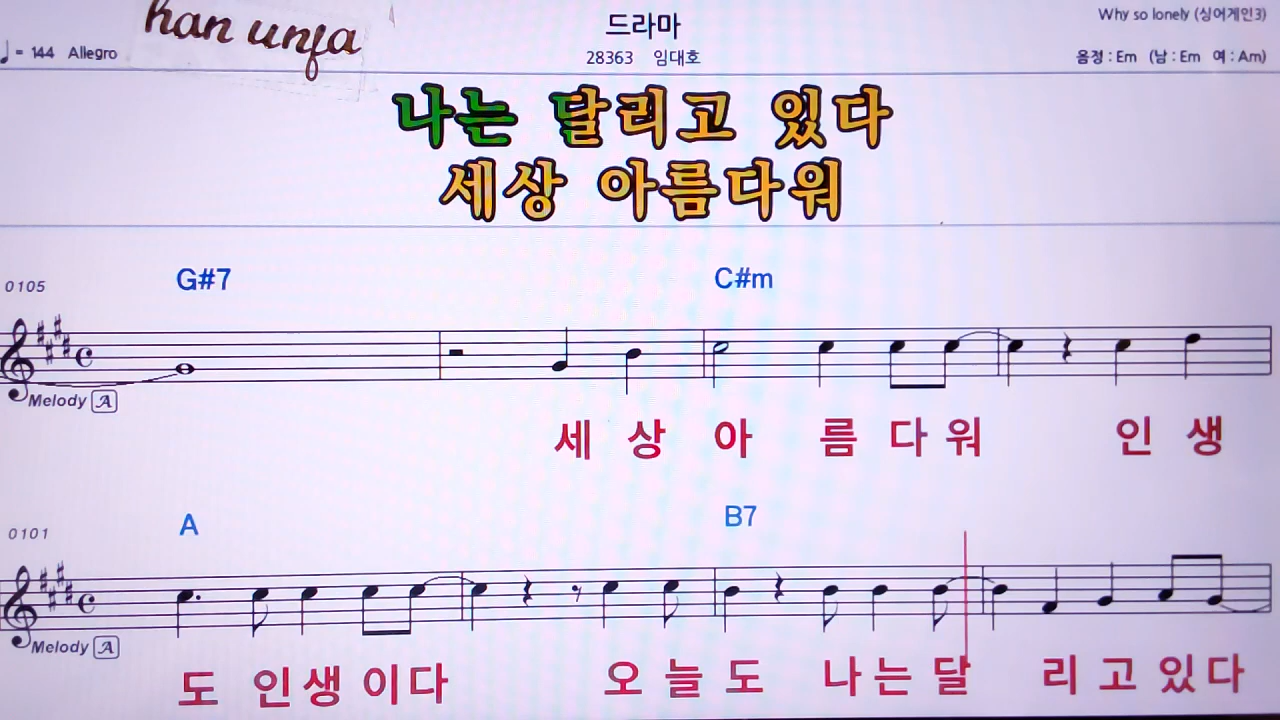 han unja
드라마
Why so lonely (싱어게인3)
♩= 144 Allegro
28363 임대호
음정 : Em (남 : Em 여 : Am)
나는 달리고 있다
세상 아름다워
0105
G#7 C#m
Melody A
세 상 아 름 다 워 인 생
0101
A B7
Melody A
도 인 생 이 다 오 늘 도 나 는 달 리 고 있 다